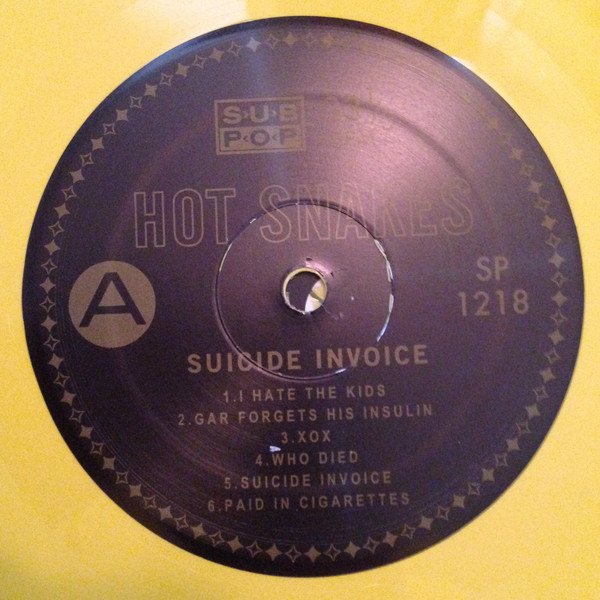 SUB
POP
HOT SNAKES
A
SP
1218
SUICIDE INVOICE
1.I HATE THE KIDS
2.GAR FORGETS HIS INSULIN
3.XOX
4.WHO DIED
5.SUICIDE INVOICE
6.PAID IN CIGARETTES